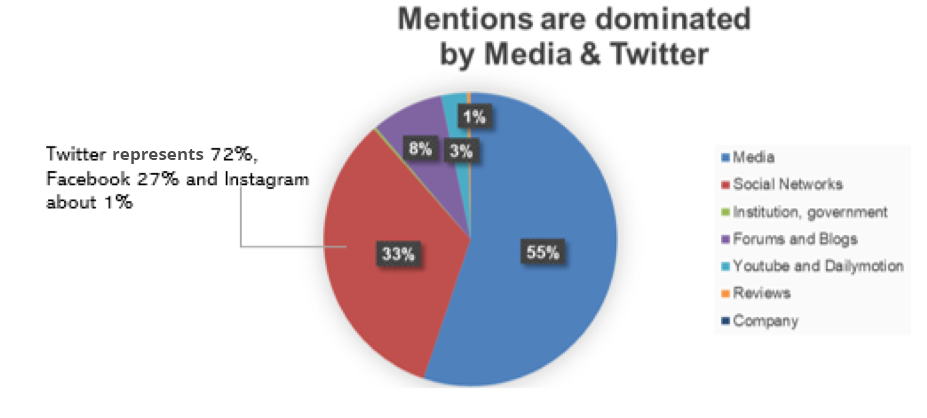 Mentions are dominated
by Media & Twitter
Twitter represents 72%,
Facebook 27% and Instagram
about 1%
1%
8%
3%
33%
55%
Media
Social Networks
Institution, government
Forums and Blogs
Youtube and Dailymotion
Reviews
Company